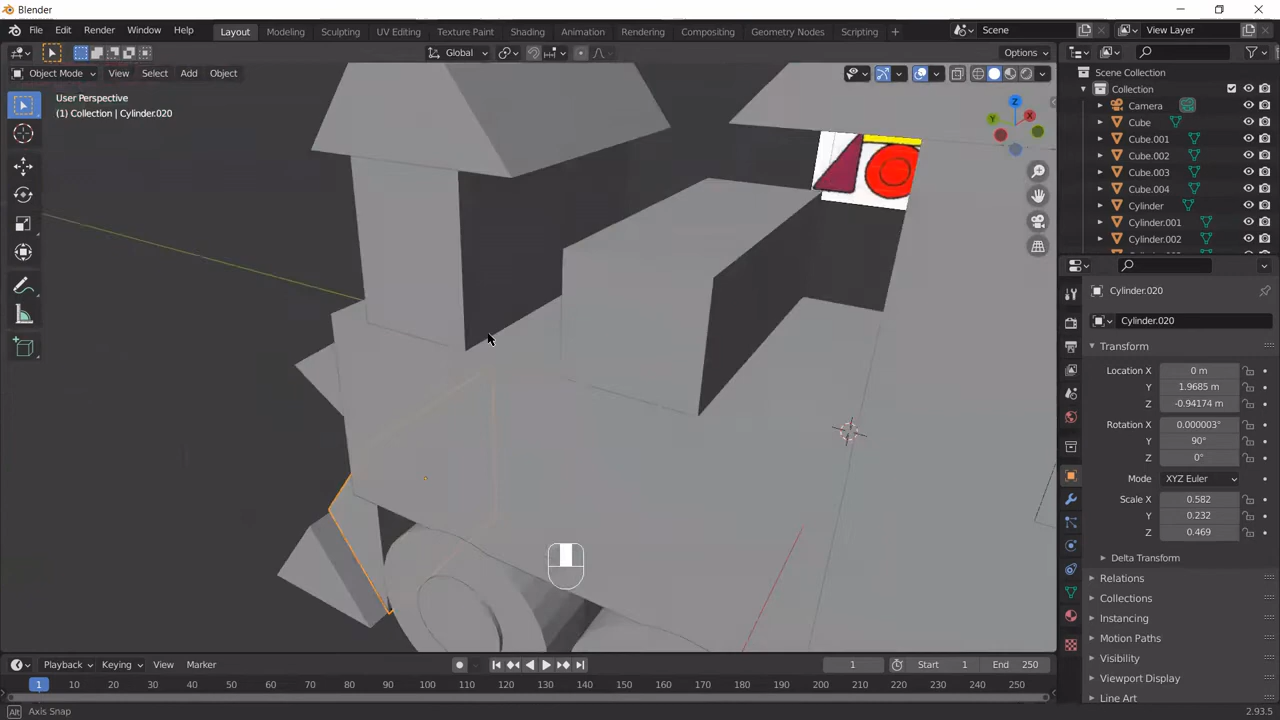 Blender
File Edit Render Window Help Layout Modeling Sculpting UV Editing Texture Paint Shading Animation Rendering Compositing Geometry Nodes Scripting + Scene View Layer
Global Options
Object Mode View Select Add Object
User Perspective
(1) Collection | Cylinder.020
Z
Y
X
Scene Collection
Collection
Camera
Cube
Cube.001
Cube.002
Cube.003
Cube.004
Cylinder
Cylinder.001
Cylinder.002
Cylinder.020
Cylinder.020
Transform
Location X 0 m
Y 1.9685 m
Z -0.94174 m
Rotation X 0.000003°
Y 90°
Z 0°
Mode XYZ Euler
Scale X 0.582
Y 0.232
Z 0.469
Delta Transform
Relations
Collections
Instancing
Motion Paths
Visibility
Viewport Display
Line Art
Playback Keying View Marker 1 Start 1 End 250
1 10 20 30 40 50 60 70 80 90 100 110 120 130 140 150 160 170 180 190 200 210 220 230 240 250
Alt Axis Snap 2.93.5